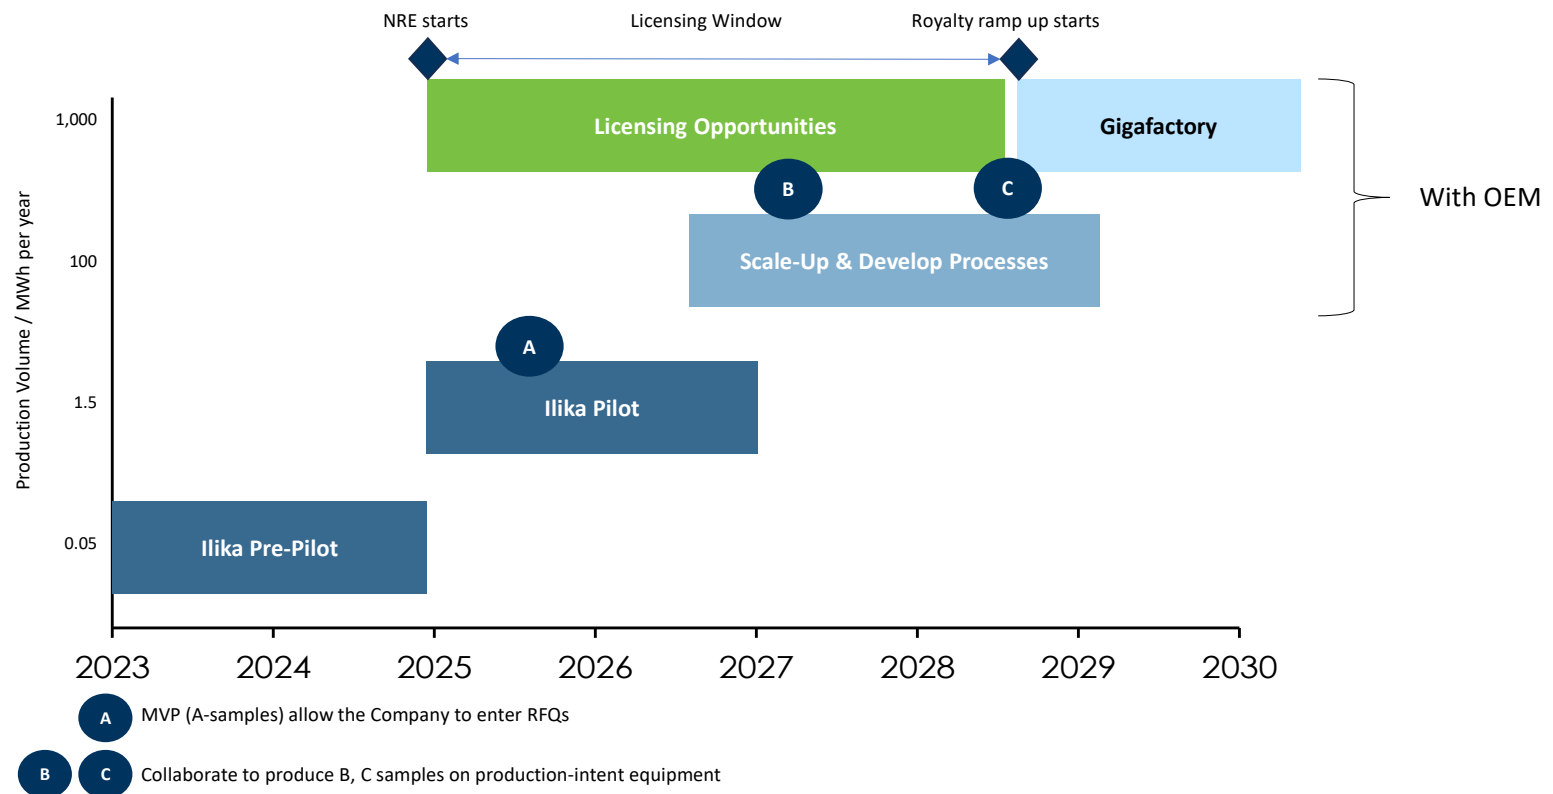 NRE starts
Licensing Window
Royalty ramp up starts
1,000
Licensing Opportunities
Gigafactory
B
C
With OEM
100
Scale-Up & Develop Processes
A
1.5
Ilika Pilot
Production Volume / MWh per year
0.05
Ilika Pre-Pilot
2023
2024
2025
2026
2027
2028
2029
2030
A
MVP (A-samples) allow the Company to enter RFQs
B
C
Collaborate to produce B, C samples on production-intent equipment